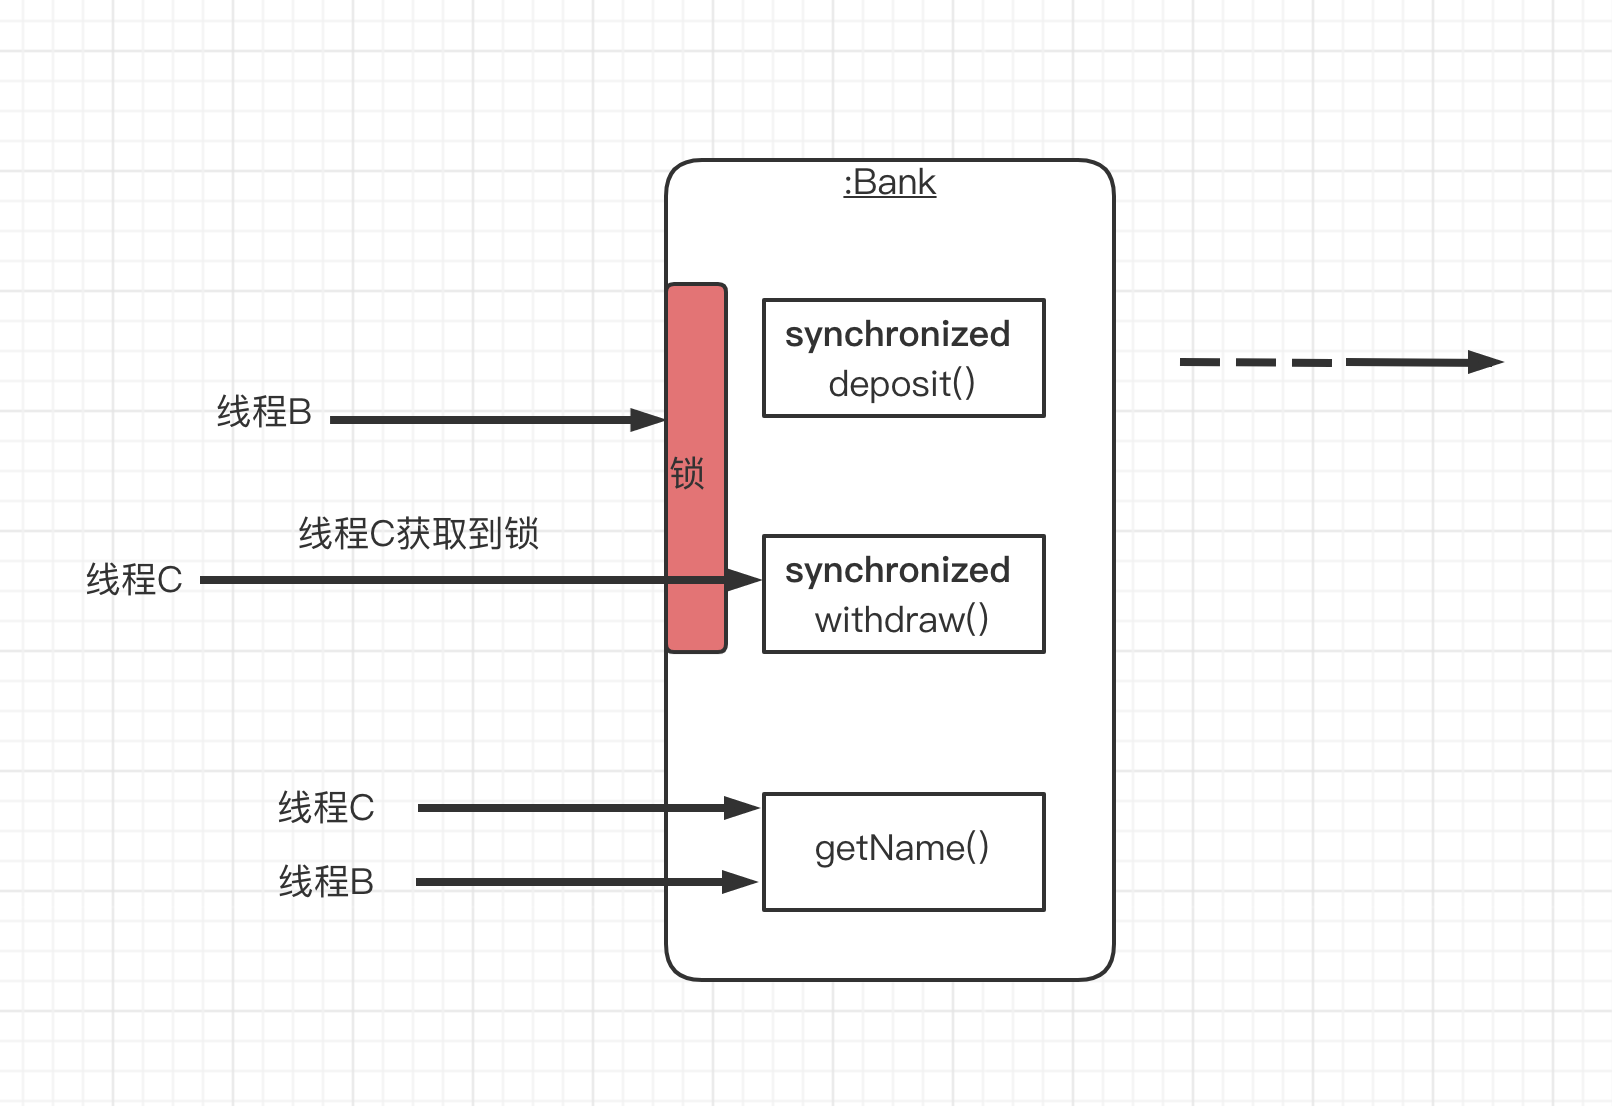 :Bank
synchronized
deposit()
线程B
锁
线程C获取到锁
线程C
synchronized
withdraw()
线程C
getName()
线程B